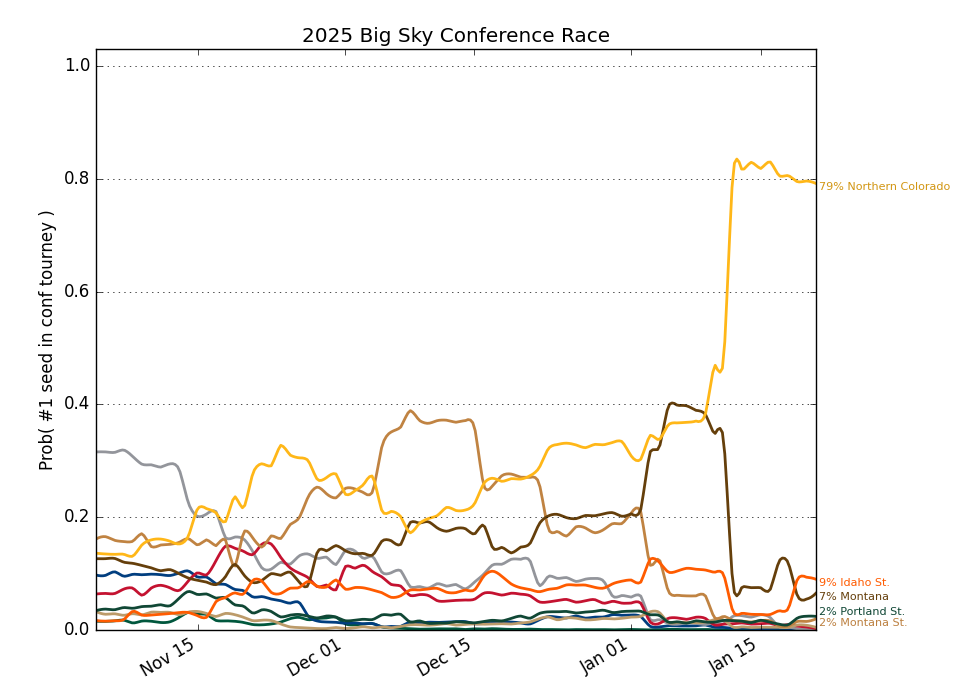 2025 Big Sky Conference Race
Prob( #1 seed in conf tourney )
1.0
0.8
0.6
0.4
0.2
0.0
79% Northern Colorado
9% Idaho St.
7% Montana
2% Portland St.
2% Montana St.
Nov 15
Dec 01
Dec 15
Jan 01
Jan 15